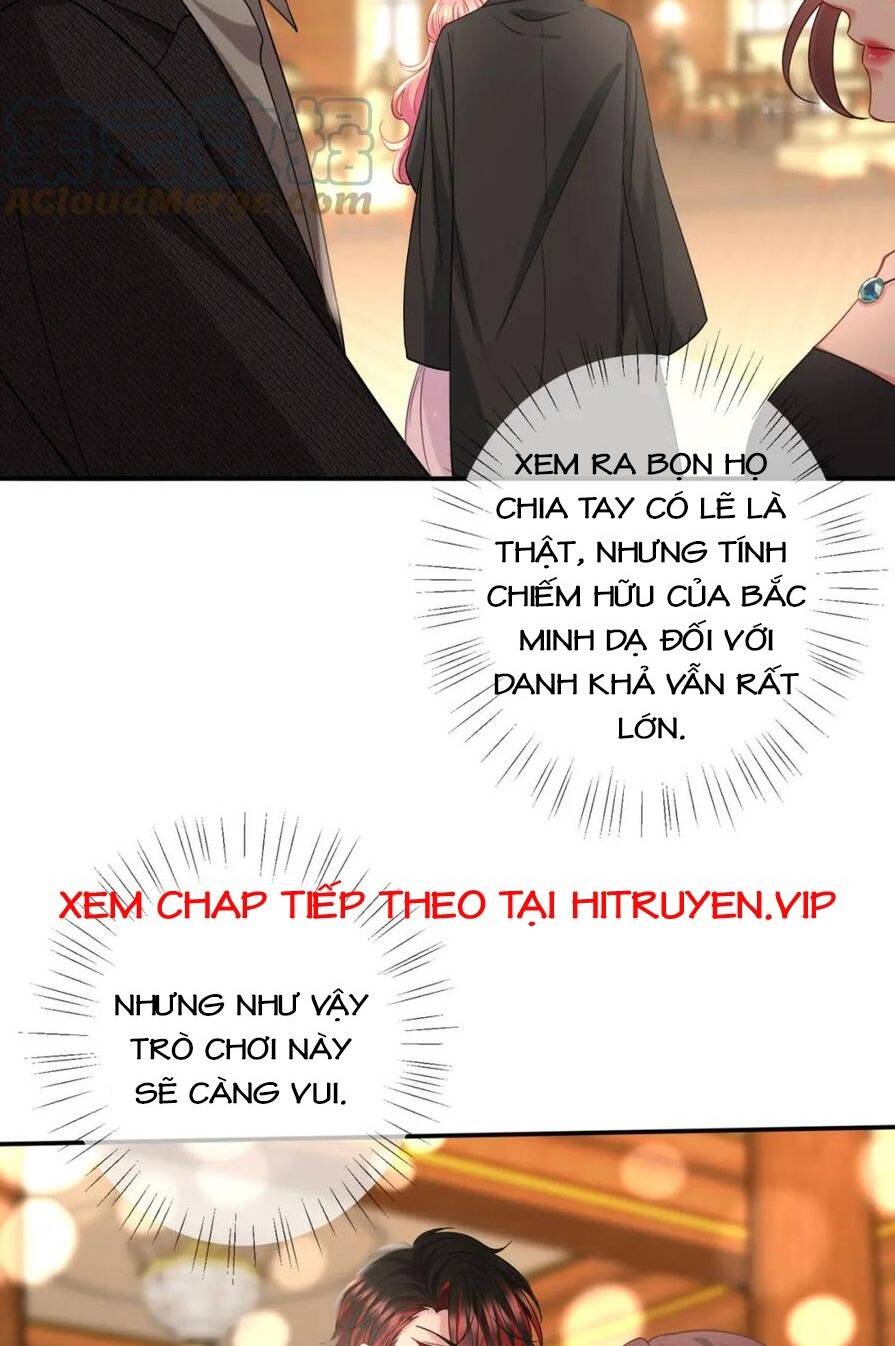 AcloudMerge.com
XEM RA BỌN HỌ
CHIA TAY CÓ LẼ LÀ
THẬT, NHƯNG TÍNH
CHIẾM HỮU CỦA BẮC
MINH DẠ ĐỐI VỚI
DANH KHẢ VẪN RẤT
LỚN.
XEM CHAP TIẾP THEO TẠI HITRUYEN.VIP
NHƯNG NHƯ VẬY
TRÒ CHƠI NÀY
SẼ CÀNG VUI.